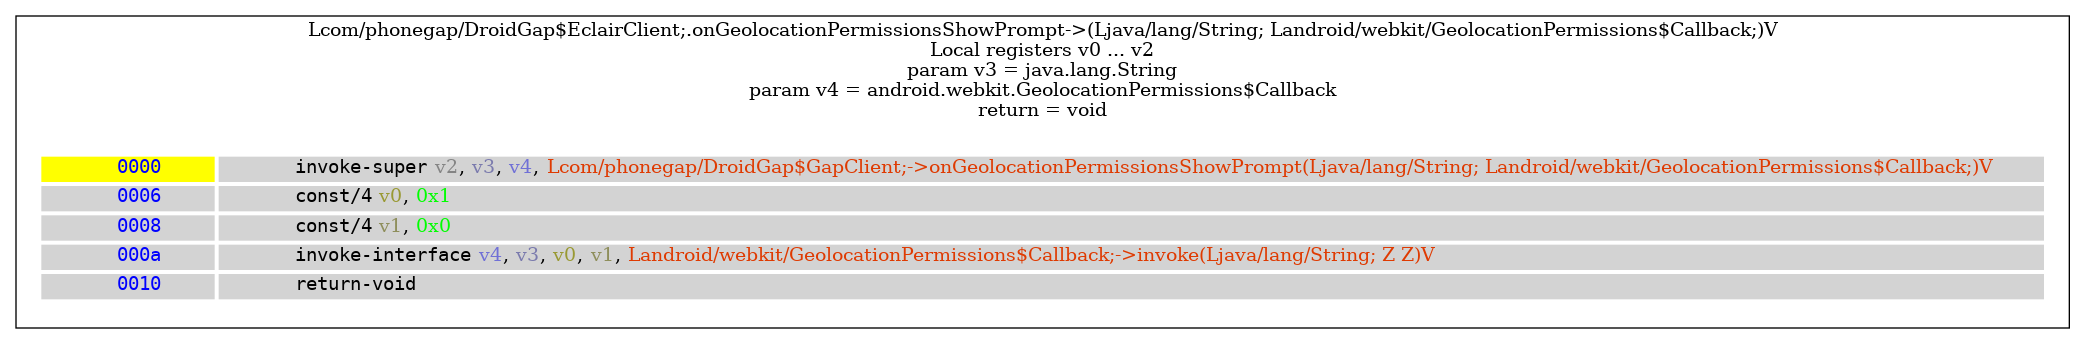 Lcom/phonegap/DroidGap$EclairClient;.onGeolocationPermissionsShowPrompt->(Ljava/lang/String; Landroid/webkit/GeolocationPermissions$Callback;)V
Local registers v0 ... v2
param v3 = java.lang.String
param v4 = android.webkit.GeolocationPermissions$Callback
return = void
0000 invoke-super v2, v3, v4, Lcom/phonegap/DroidGap$GapClient;->onGeolocationPermissionsShowPrompt(Ljava/lang/String; Landroid/webkit/GeolocationPermissions$Callback;)V
0006 const/4 v0, 0x1
0008 const/4 v1, 0x0
000a invoke-interface v4, v3, v0, v1, Landroid/webkit/GeolocationPermissions$Callback;->invoke(Ljava/lang/String; Z Z)V
0010 return-void